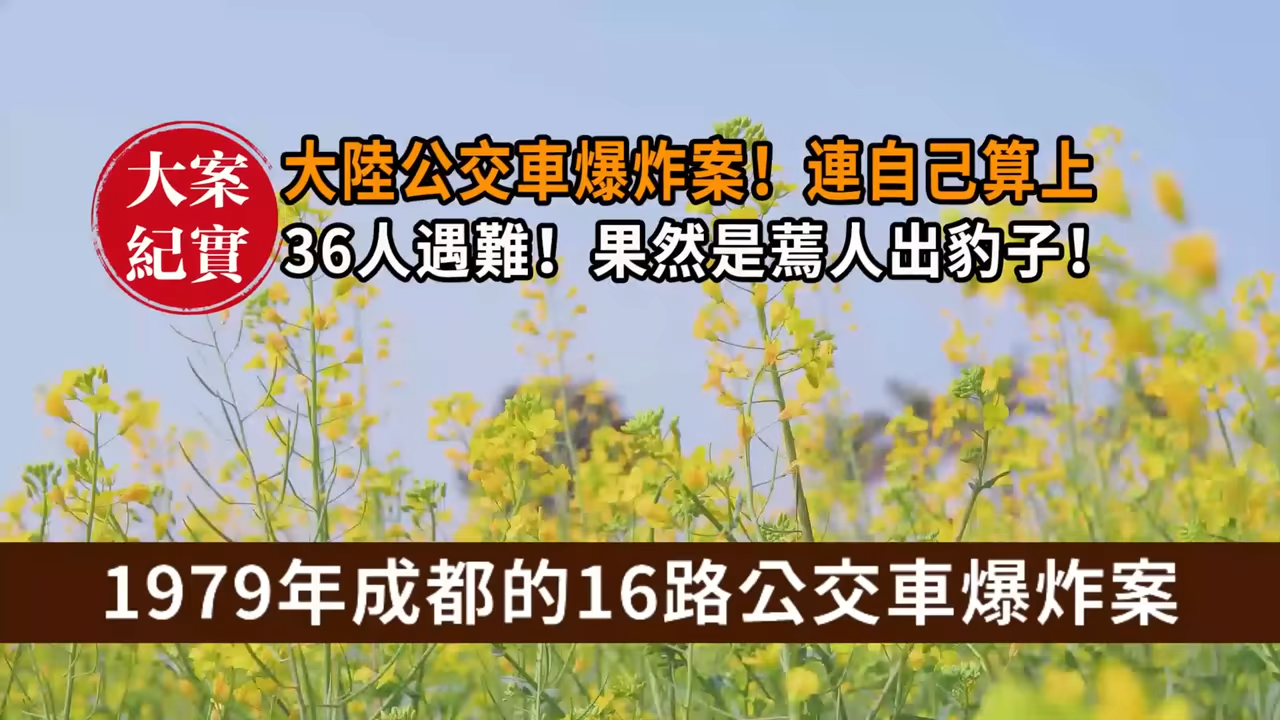 大案
紀實
大陸公交車爆炸案！連自己算上
36人遇難！果然是蔫人出豹子！
1979年成都的16路公交車爆炸案